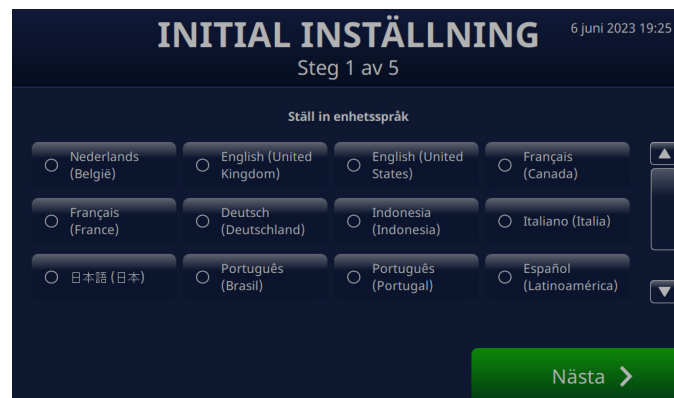 INITIAL INSTÄLLNING
6 juni 2023 19:25
Steg 1 av 5
Ställ in enhetsspråk
Nederlands
(België)
English (United
Kingdom)
English (United
States)
Français
(Canada)
Français
(France)
Deutsch
(Deutschland)
Indonesia
(Indonesia)
Italiano (Italia)
日本語 (日本)
Português
(Brasil)
Português
(Portugal)
Español
(Latinoamérica)
Nästa